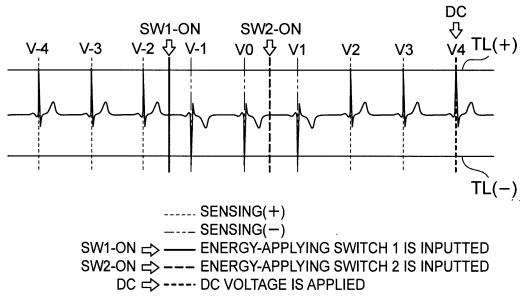 DC
SW1-ON SW2-ON
V-4 V-3 V-2 V-1 V0 V1 V2 V3 V4 TL(+)
TL(−)
SENSING(+)
SENSING(−)
SW1-ON ENERGY-APPLYING SWITCH 1 IS INPUTTED
SW2-ON ENERGY-APPLYING SWITCH 2 IS INPUTTED
DC DC VOLTAGE IS APPLIED